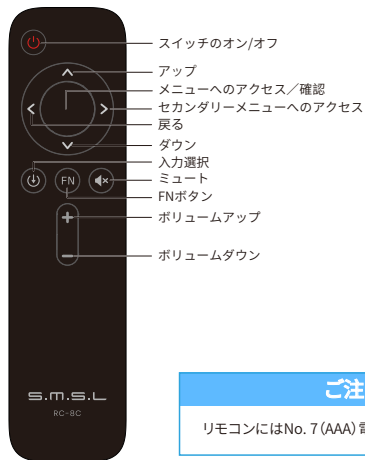 スイッチのオン/オフ
アップ
メニューへのアクセス／確認
セカンダリーメニューへのアクセス
戻る
ダウン
入力選択
ミュート
FN
FNボタン
ボリュームアップ
ボリュームダウン
S.M.S.L
RC-8C
ご注
リモコンにはNo. 7（AAA）電